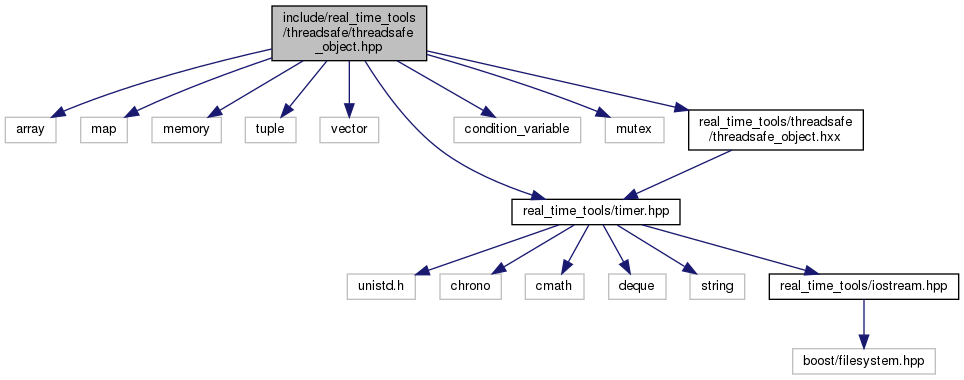 include/real_time_tools
/threadsafe/threadsafe
_object.hpp
array
map
memory
tuple
vector
condition_variable
mutex
real_time_tools/threadsafe
/threadsafe_object.hxx
real_time_tools/timer.hpp
unistd.h
chrono
cmath
deque
string
real_time_tools/iostream.hpp
boost/filesystem.hpp